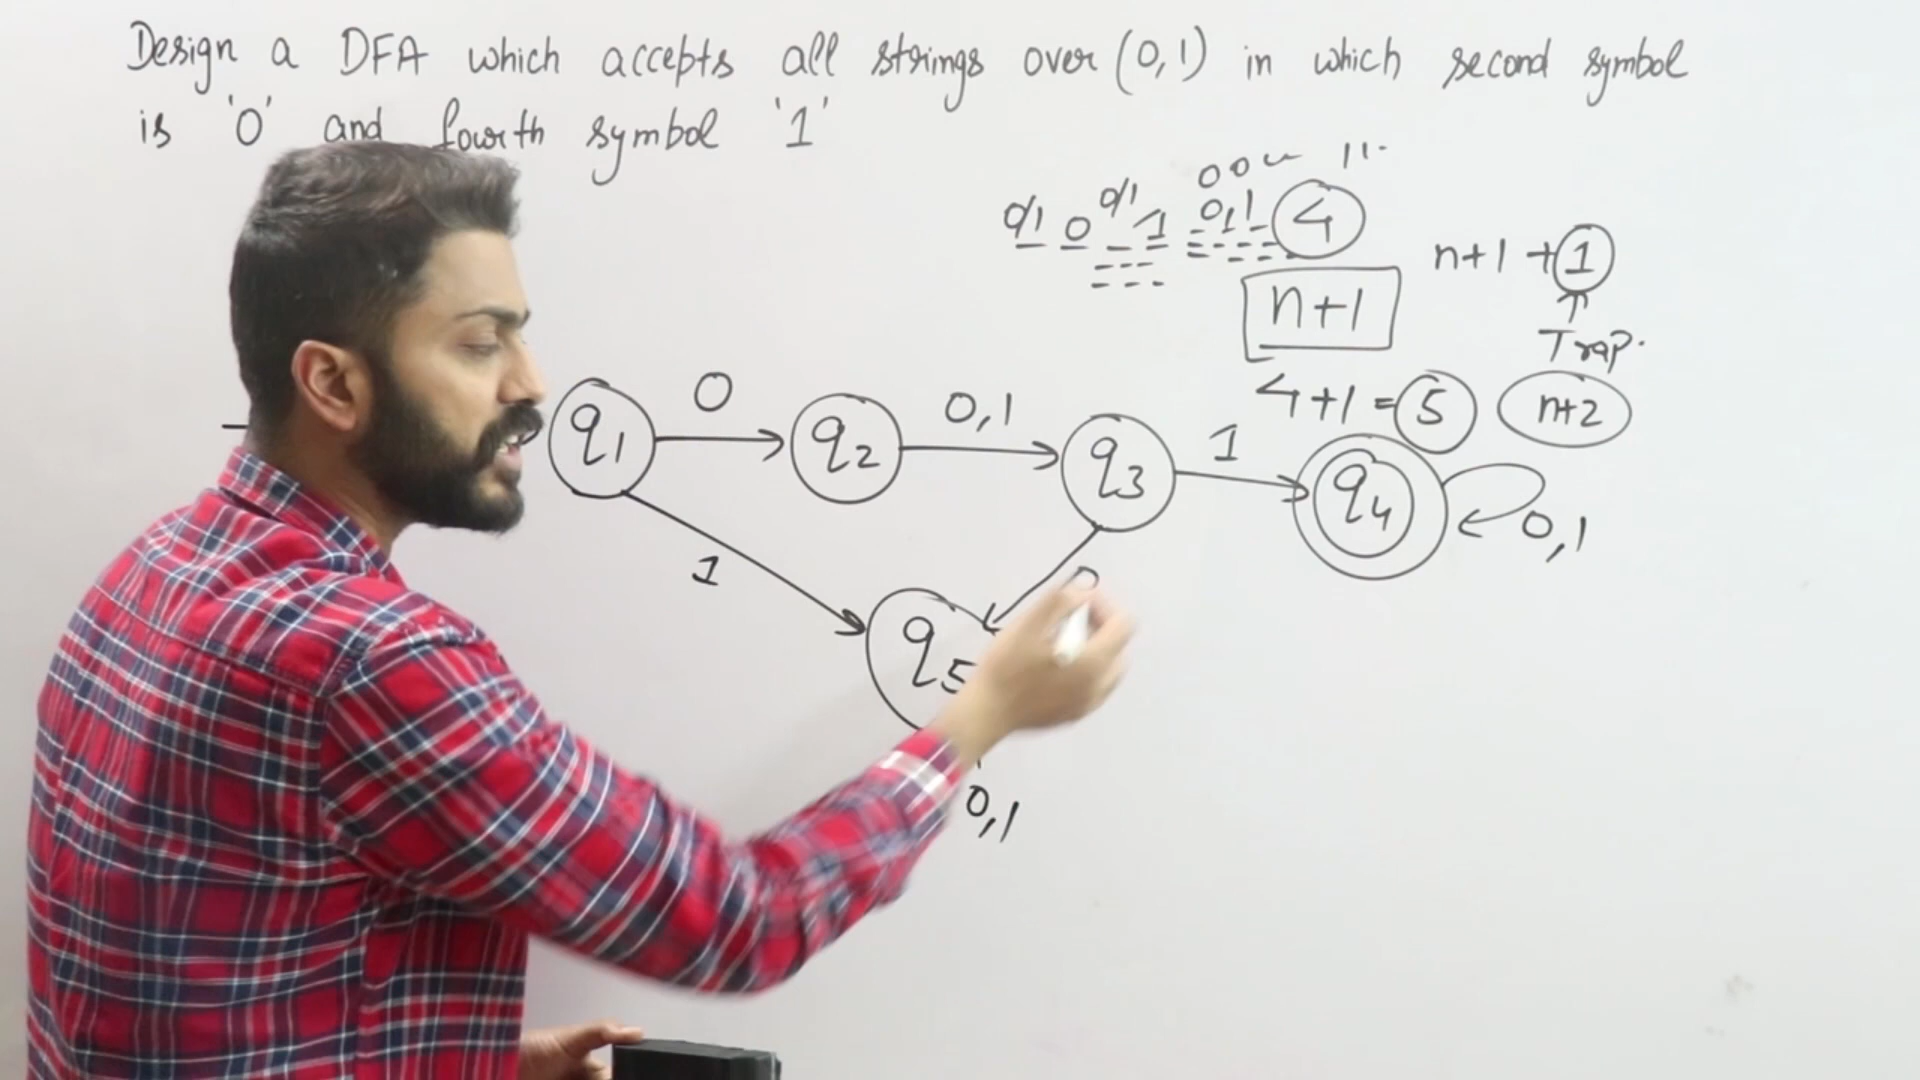 Design a DFA which accepts all strings over (0,1) in which second symbol
is '0' and fourth symbol '1'
0/1 0 0/1 1 0,1 4
n+1 +1
n+1
Trap.
4+1=5 n+2
q1 0 q2 0,1 q3 1 q4 0,1
1 0
q5
0,1